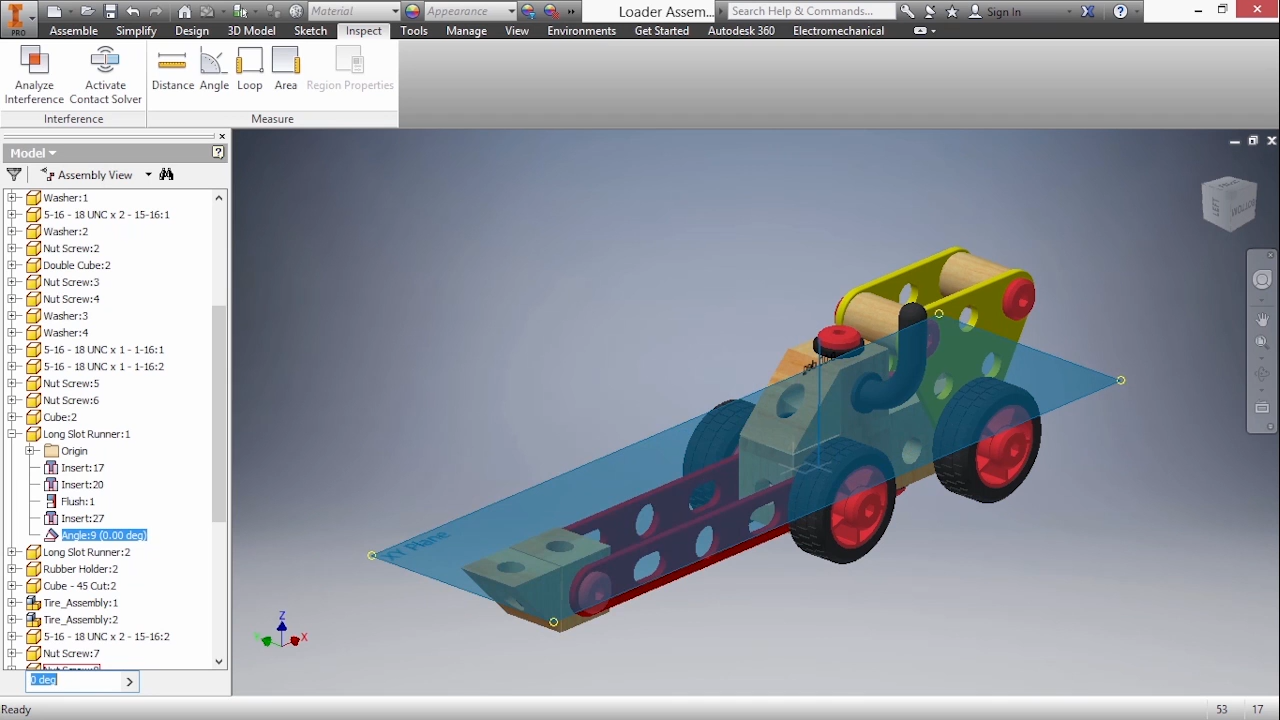 Material
Appearance
Loader Assem...
Search Help & Commands...
Sign In
PRO
Assemble
Simplify
Design
3D Model
Sketch
Inspect
Tools
Manage
View
Environments
Get Started
Autodesk 360
Electromechanical
Analyze Interference
Activate Contact Solver
Distance
Angle
Loop
Area
Region Properties
Interference
Measure
Model
Assembly View
Washer:1
5-16 - 18 UNC x 2 - 15-16:1
Washer:2
Nut Screw:2
Double Cube:2
Nut Screw:3
Nut Screw:4
Washer:3
Washer:4
5-16 - 18 UNC x 1 - 1-16:1
5-16 - 18 UNC x 1 - 1-16:2
Nut Screw:5
Nut Screw:6
Cube:2
Long Slot Runner:1
Origin
Insert:17
Insert:20
Flush:1
Insert:27
Angle:9 (0.00 deg)
Long Slot Runner:2
Rubber Holder:2
Cube - 45 Cut:2
Tire_Assembly:1
Tire_Assembly:2
5-16 - 18 UNC x 2 - 15-16:2
Nut Screw:7
0 deg
XY Plane
LEFT
Z
X
Ready
53
17